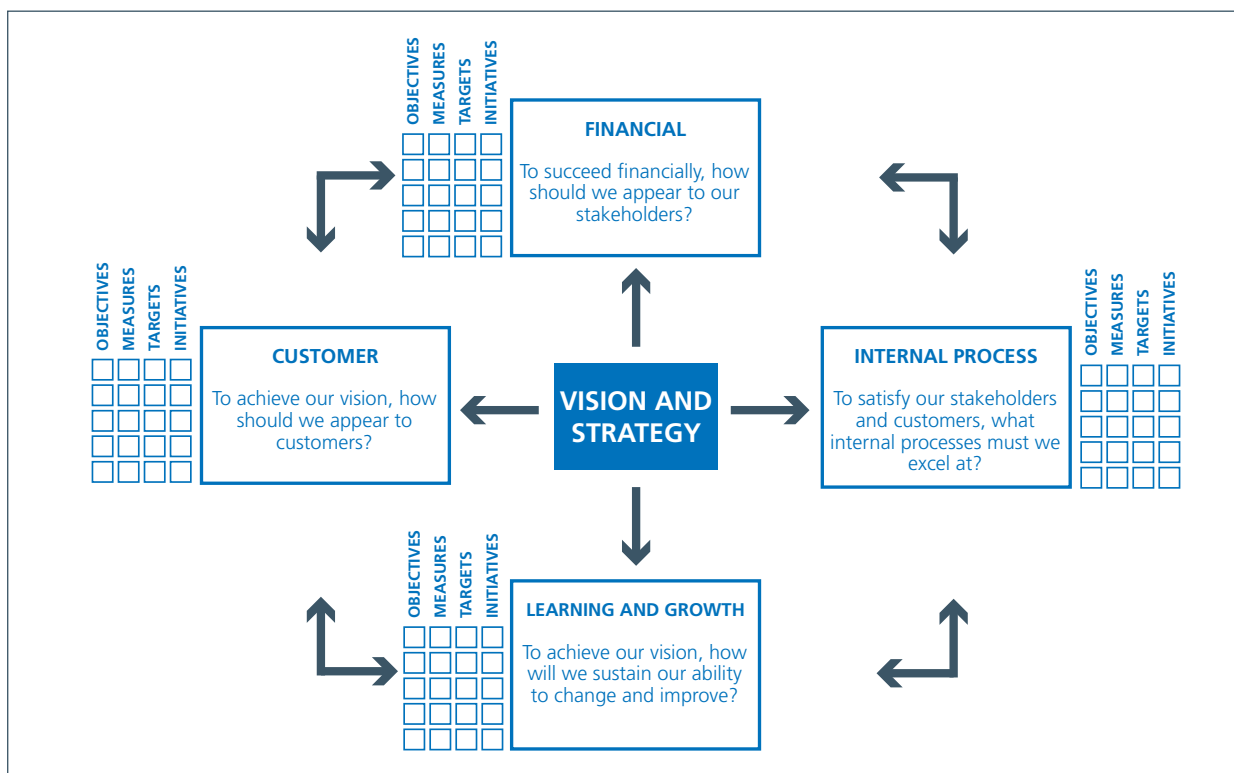 OBJECTIVES
MEASURES
TARGETS
INITIATIVES
FINANCIAL
To succeed financially, how
should we appear to our
stakeholders?
OBJECTIVES
MEASURES
TARGETS
INITIATIVES
CUSTOMER
To achieve our vision, how
should we appear to
customers?
VISION AND
STRATEGY
INTERNAL PROCESS
To satisfy our stakeholders
and customers, what
internal processes must we
excel at?
OBJECTIVES
MEASURES
TARGETS
INITIATIVES
OBJECTIVES
MEASURES
TARGETS
INITIATIVES
LEARNING AND GROWTH
To achieve our vision, how
will we sustain our ability
to change and improve?